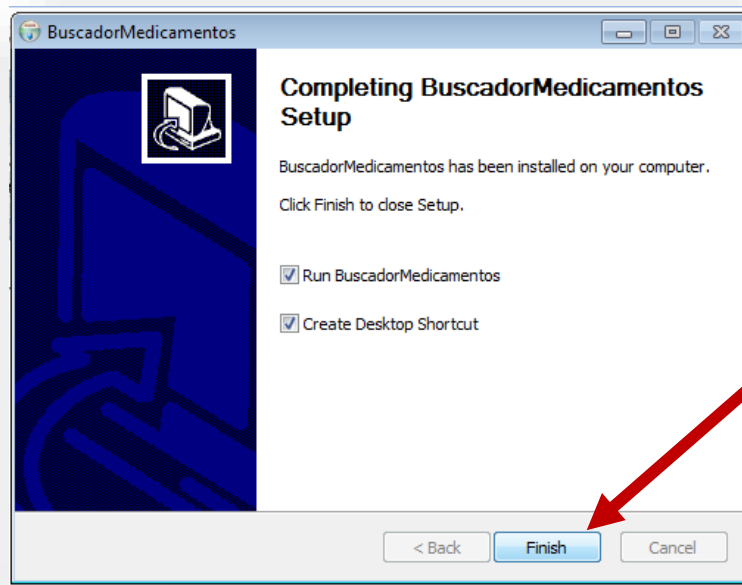 BuscadorMedicamentos
Completing BuscadorMedicamentos
Setup
BuscadorMedicamentos has been installed on your computer.
Click Finish to close Setup.
Run BuscadorMedicamentos
Create Desktop Shortcut
< Back Finish Cancel